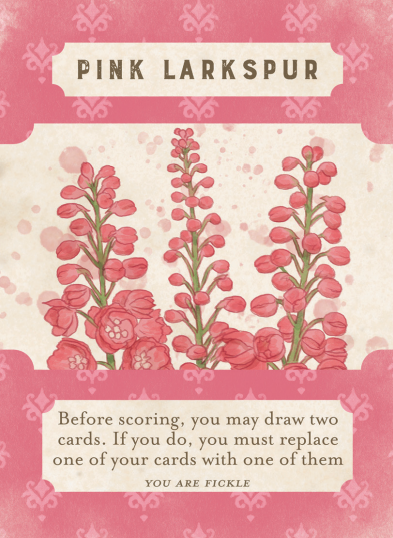 PINK LARKSPUR
Before scoring, you may draw two
cards. If you do, you must replace
one of your cards with one of them
YOU ARE FICKLE